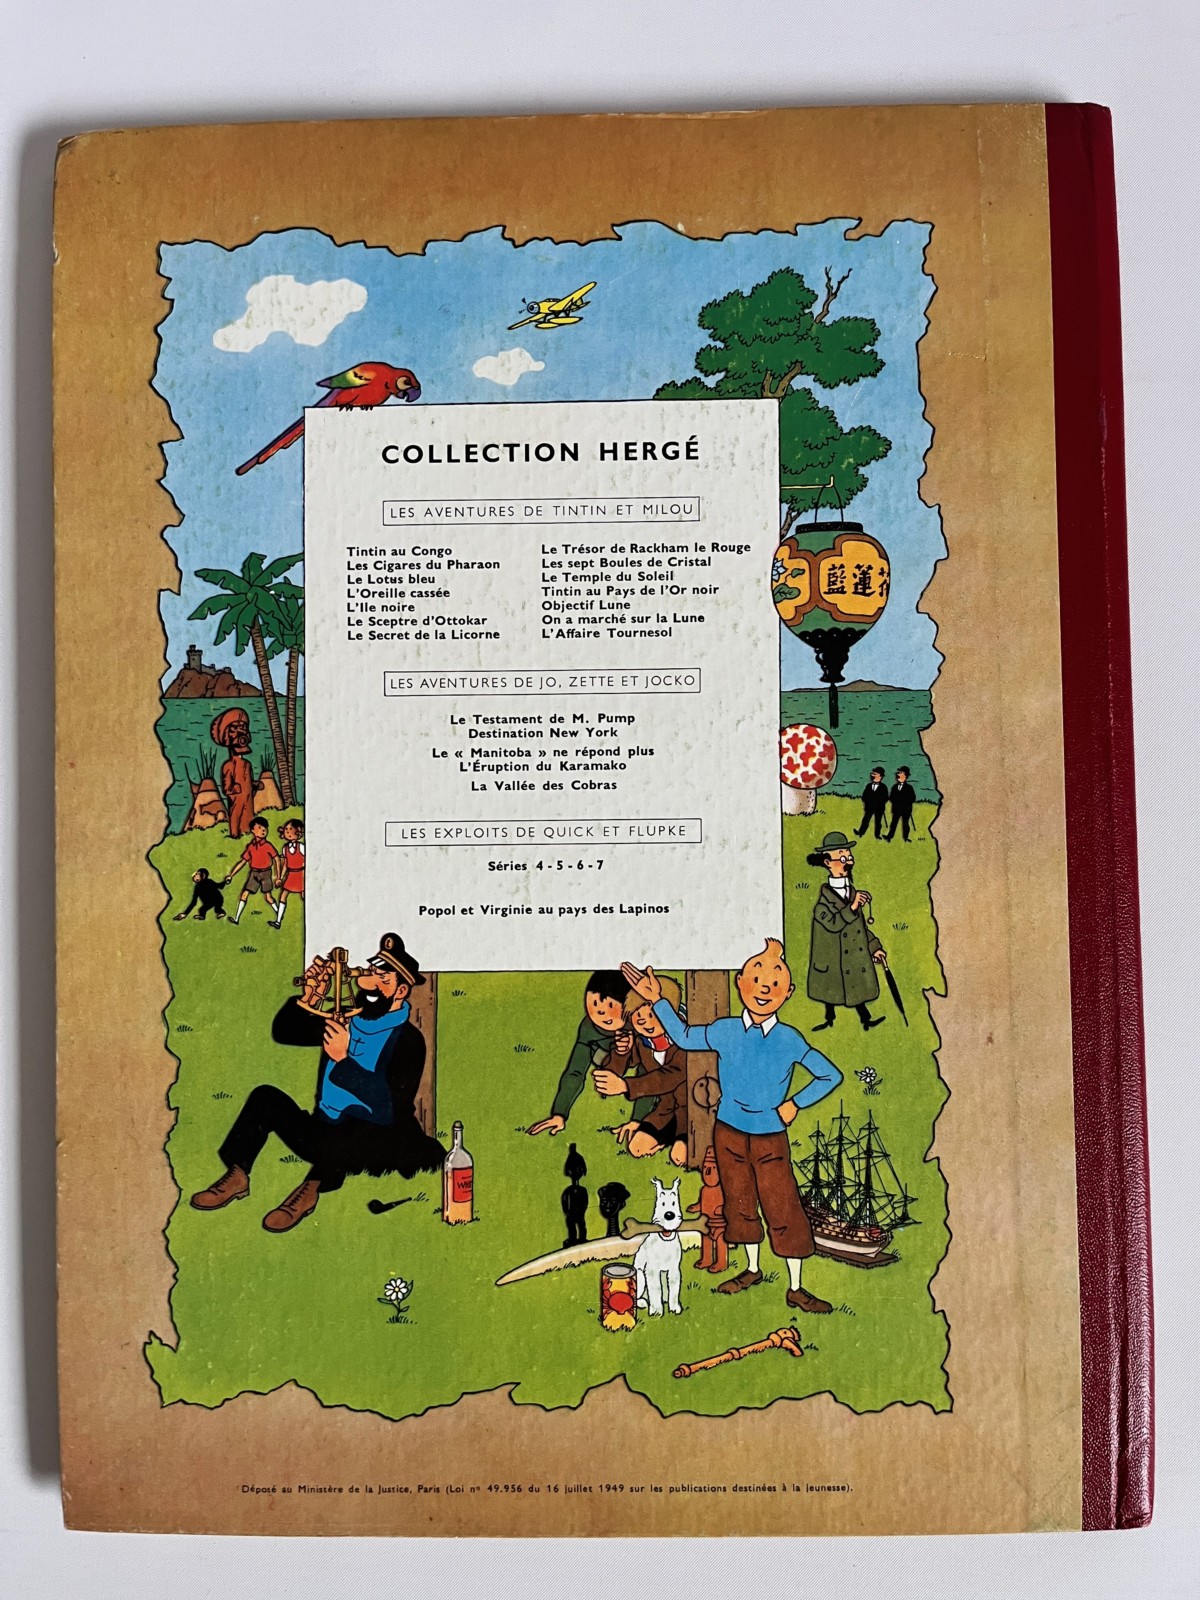 COLLECTION HERGÉ
LES AVENTURES DE TINTIN ET MILOU
Tintin au Congo
Les Cigares du Pharaon
Le Lotus bleu
L'Oreille cassée
L'Ile noire
Le Sceptre d'Ottokar
Le Secret de la Licorne
Le Trésor de Rackham le Rouge
Les sept Boules de Cristal
Le Temple du Soleil
Tintin au Pays de l'Or noir
Objectif Lune
On a marché sur la Lune
L'Affaire Tournesol
LES AVENTURES DE JO, ZETTE ET JOCKO
Le Testament de M. Pump
Destination New York
Le « Manitoba » ne répond plus
L'Éruption du Karamako
La Vallée des Cobras
LES EXPLOITS DE QUICK ET FLUPKE
Séries 4 - 5 - 6 - 7
Popol et Virginie au pays des Lapinos
藍蓮
Déposé au Ministère de la Justice, Paris (Loi nº 49.956 du 16 juillet 1949 sur les publications destinées à la jeunesse).